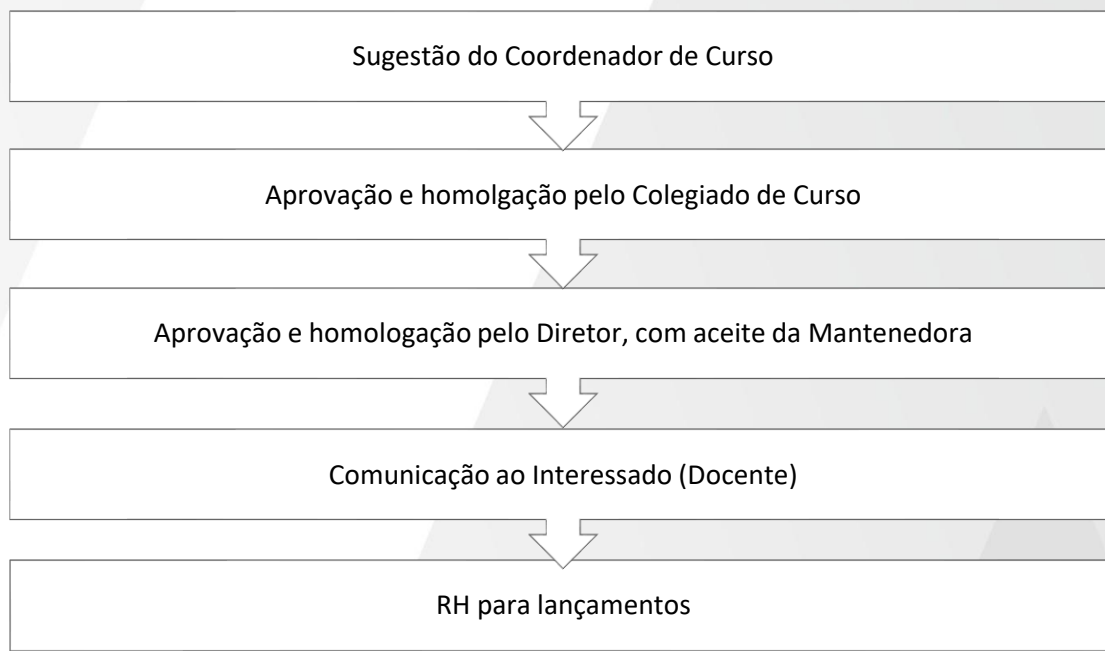 Sugestão do Coordenador de Curso
Aprovação e homolgação pelo Colegiado de Curso
Aprovação e homologação pelo Diretor, com aceite da Mantenedora
Comunicação ao Interessado (Docente)
RH para lançamentos